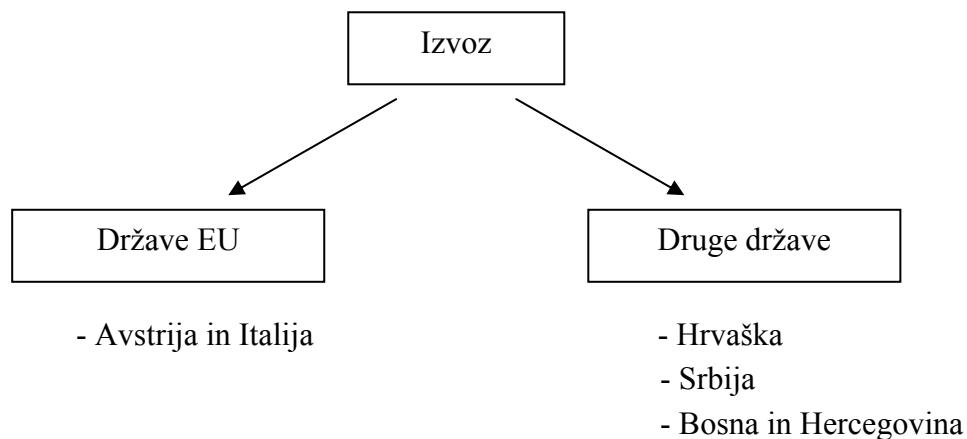 Izvoz
Države EU
Druge države
- Avstrija in Italija
- Hrvaška
- Srbija
- Bosna in Hercegovina